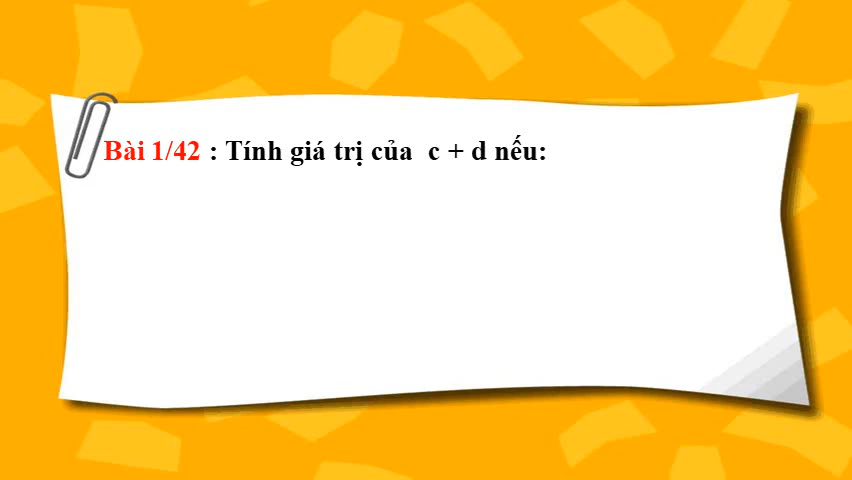 Bài 1/42 : Tính giá trị của c + d nếu: